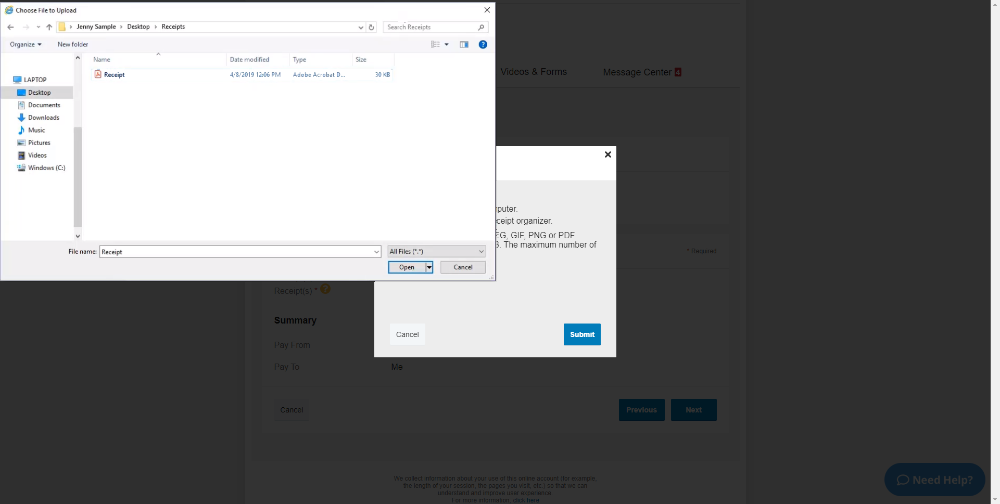 Choose File to Upload
Jenny Sample > Desktop > Receipts
Search Receipts
Organize
New folder
Name
Date modified
Type
Size
Receipt
4/8/2019 12:06 PM
Adobe Acrobat D...
30 KB
LAPTOP
Desktop
Documents
Downloads
Music
Pictures
Videos
Windows (C:)
File name:
Receipt
All Files (*.*)
Open
Cancel
Videos & Forms
Message Center 4
puter.
ceipt organizer.
EG, GIF, PNG or PDF
The maximum number of
Cancel
Submit
* Required
Receipt(s) * ?
Summary
Pay From
Pay To
Me
Cancel
Previous
Next
We collect information about your use of this online account (for example,
the length of your session, the pages you visit, etc.) so that we can
understand and improve user experience.
For more information, click here
Need Help?